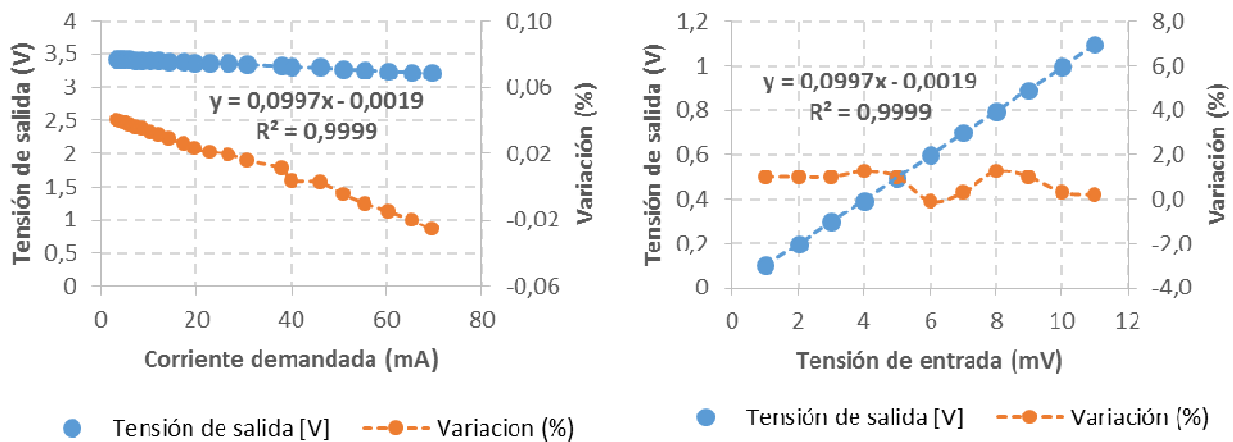 4
3,5
3
2,5
2
1,5
1
0,5
0
Tensión de salida (V)
0,10
0,06
0,02
-0,02
-0,06
Variación (%)
y = 0,0997x - 0,0019
R² = 0,9999
0 20 40 60 80
Corriente demandada (mA)
Tensión de salida [V] Variacion (%)
1,2
1
0,8
0,6
0,4
0,2
0
Tensión de salida (V)
8,0
6,0
4,0
2,0
0,0
-2,0
-4,0
Variación (%)
y = 0,0997x - 0,0019
R² = 0,9999
0 2 4 6 8 10 12
Tensión de entrada (mV)
Tensión de salida [V] Variación (%)